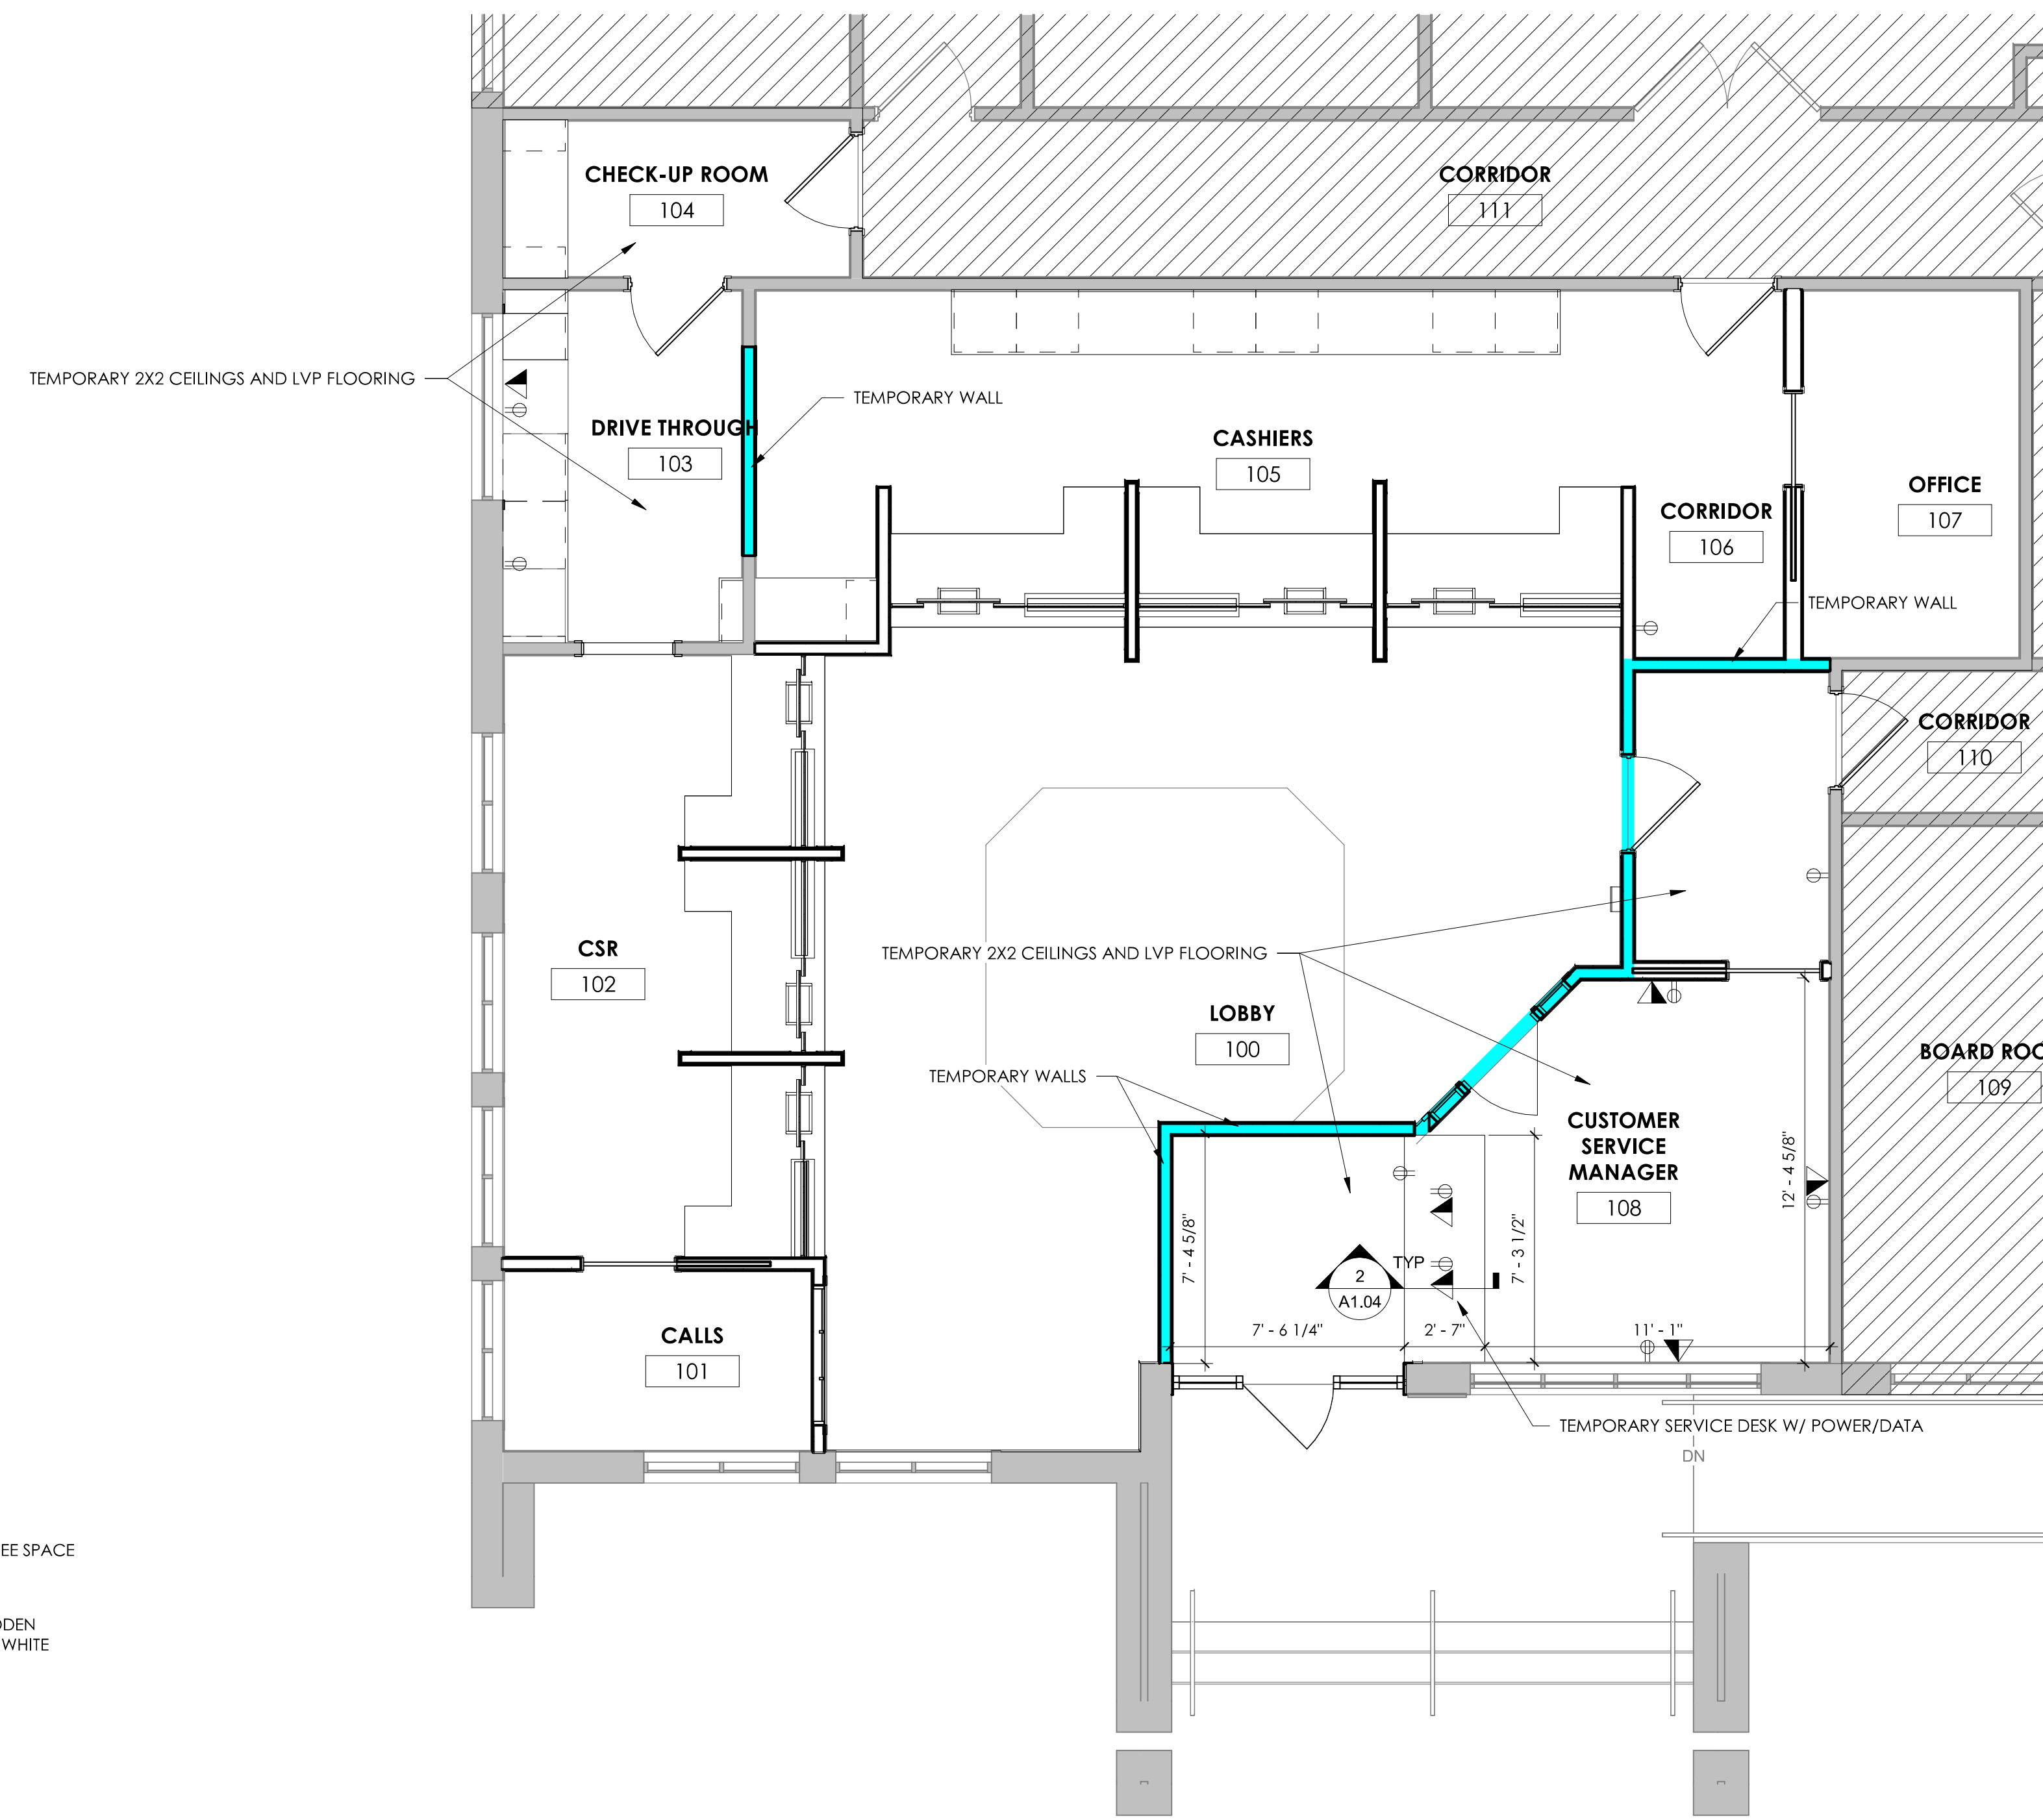 CHECK-UP ROOM
104
CORRIDOR
111
TEMPORARY 2X2 CEILINGS AND LVP FLOORING
TEMPORARY WALL
DRIVE THROUGH
103
CASHIERS
105
CORRIDOR
106
OFFICE
107
TEMPORARY WALL
CORRIDOR
110
CSR
102
TEMPORARY 2X2 CEILINGS AND LVP FLOORING
LOBBY
100
TEMPORARY WALLS
BOARD ROO
109
CUSTOMER
SERVICE
MANAGER
108
12' - 4 5/8"
7' - 4 5/8"
7' - 3 1/2"
TYP
2
A1.04
7' - 6 1/4"
2' - 7"
11' - 1"
CALLS
101
TEMPORARY SERVICE DESK W/ POWER/DATA
DN
EE SPACE
DDEN
WHITE